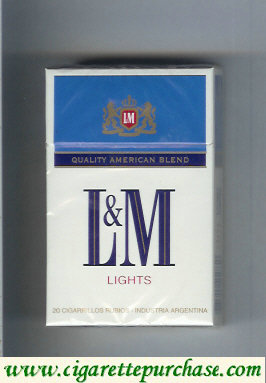 LM
QUALITY AMERICAN BLEND
L&M
LIGHTS
20 CIGARRILLOS RUBIOS - INDUSTRIA ARGENTINA
www.cigarettepurchase.com